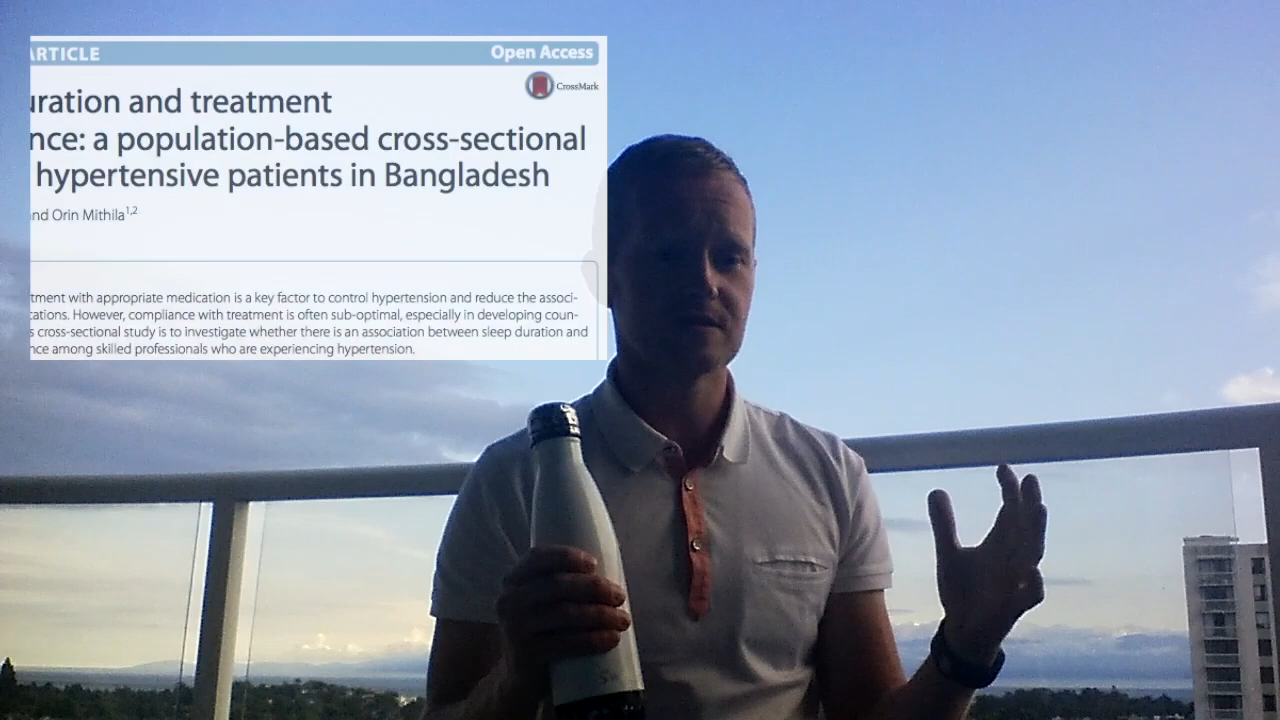 ARTICLE
Open Access
CrossMark
uration and treatment
nce: a population-based cross-sectional
hypertensive patients in Bangladesh
nd Orin Mithila1,2
tment with appropriate medication is a key factor to control hypertension and reduce the associ-
cations. However, compliance with treatment is often sub-optimal, especially in developing coun-
s cross-sectional study is to investigate whether there is an association between sleep duration and
nce among skilled professionals who are experiencing hypertension.